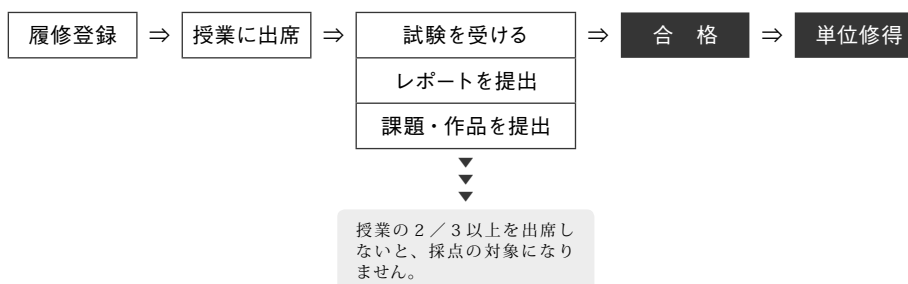 履修登録 ⇒ 授業に出席 ⇒ 試験を受ける ⇒ 合　格 ⇒ 単位修得
レポートを提出
課題・作品を提出
授業の２／３以上を出席し
ないと、採点の対象になり
ません。